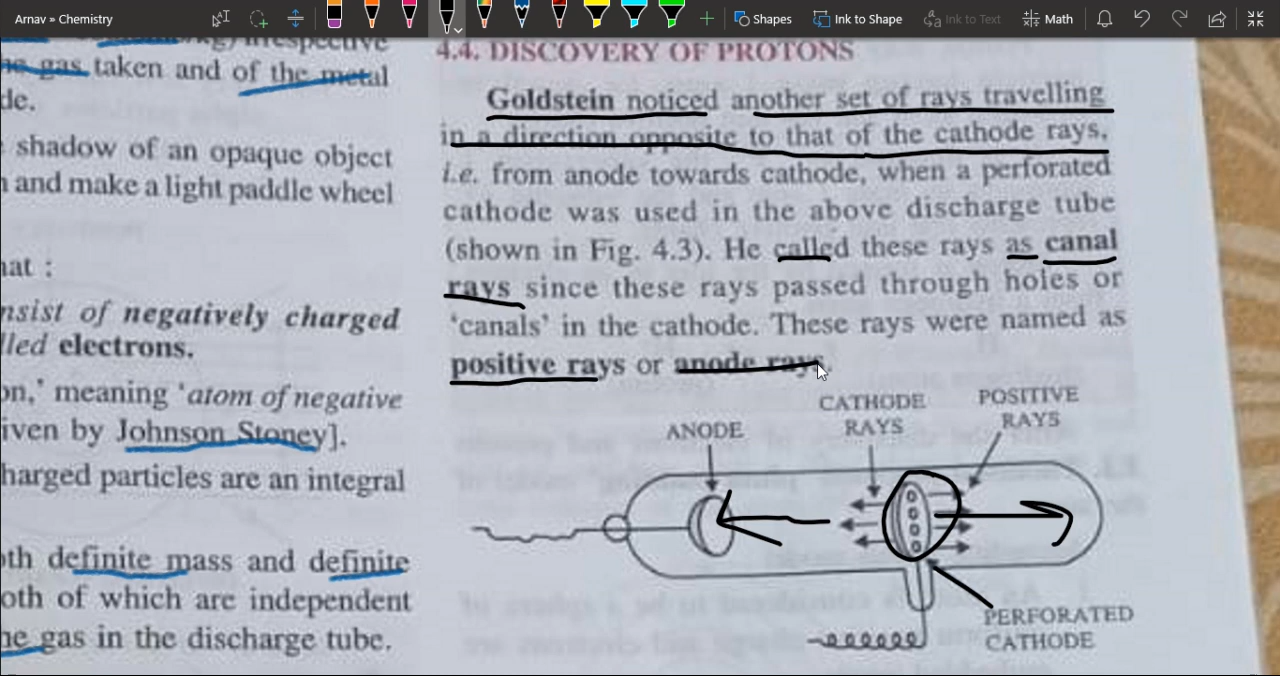 Arnav » Chemistry
Shapes
Ink to Shape
Ink to Text
Math
irrespective
gas taken and of the metal
de.
shadow of an opaque object
and make a light paddle wheel
nat :
nsist of negatively charged
lled electrons.
on,' meaning 'atom of negative
iven by Johnson Stoney].
harged particles are an integral
oth definite mass and definite
oth of which are independent
he gas in the discharge tube.
4.4. DISCOVERY OF PROTONS
Goldstein noticed another set of rays travelling
in a direction opposite to that of the cathode rays,
i.e. from anode towards cathode, when a perforated
cathode was used in the above discharge tube
(shown in Fig. 4.3). He called these rays as canal
rays since these rays passed through holes or
'canals' in the cathode. These rays were named as
positive rays or anode rays.
ANODE
CATHODE
RAYS
POSITIVE
RAYS
PERFORATED
CATHODE